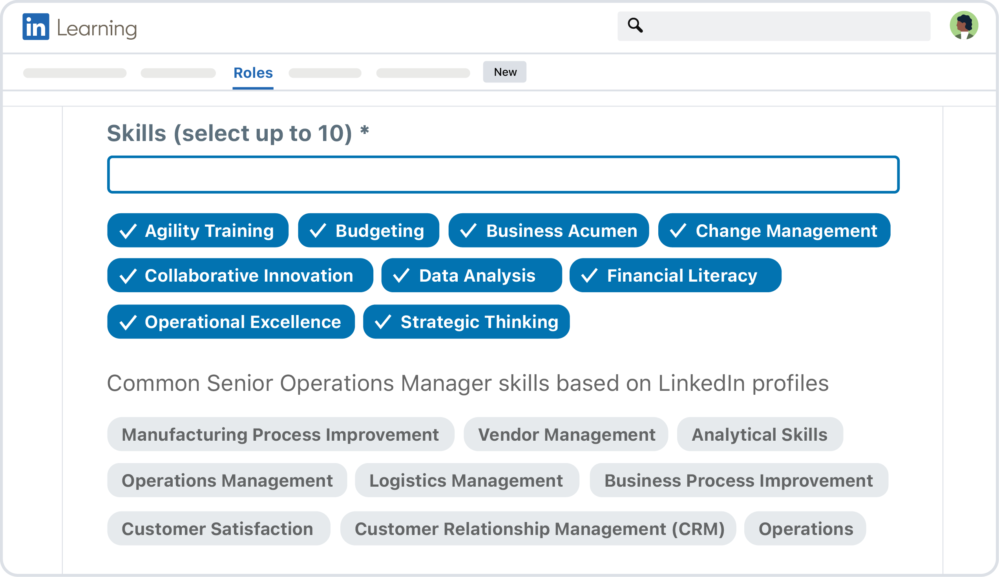 in Learning
Roles New
Skills (select up to 10) *
Agility Training Budgeting Business Acumen Change Management
Collaborative Innovation Data Analysis Financial Literacy
Operational Excellence Strategic Thinking
Common Senior Operations Manager skills based on LinkedIn profiles
Manufacturing Process Improvement Vendor Management Analytical Skills
Operations Management Logistics Management Business Process Improvement
Customer Satisfaction Customer Relationship Management (CRM) Operations